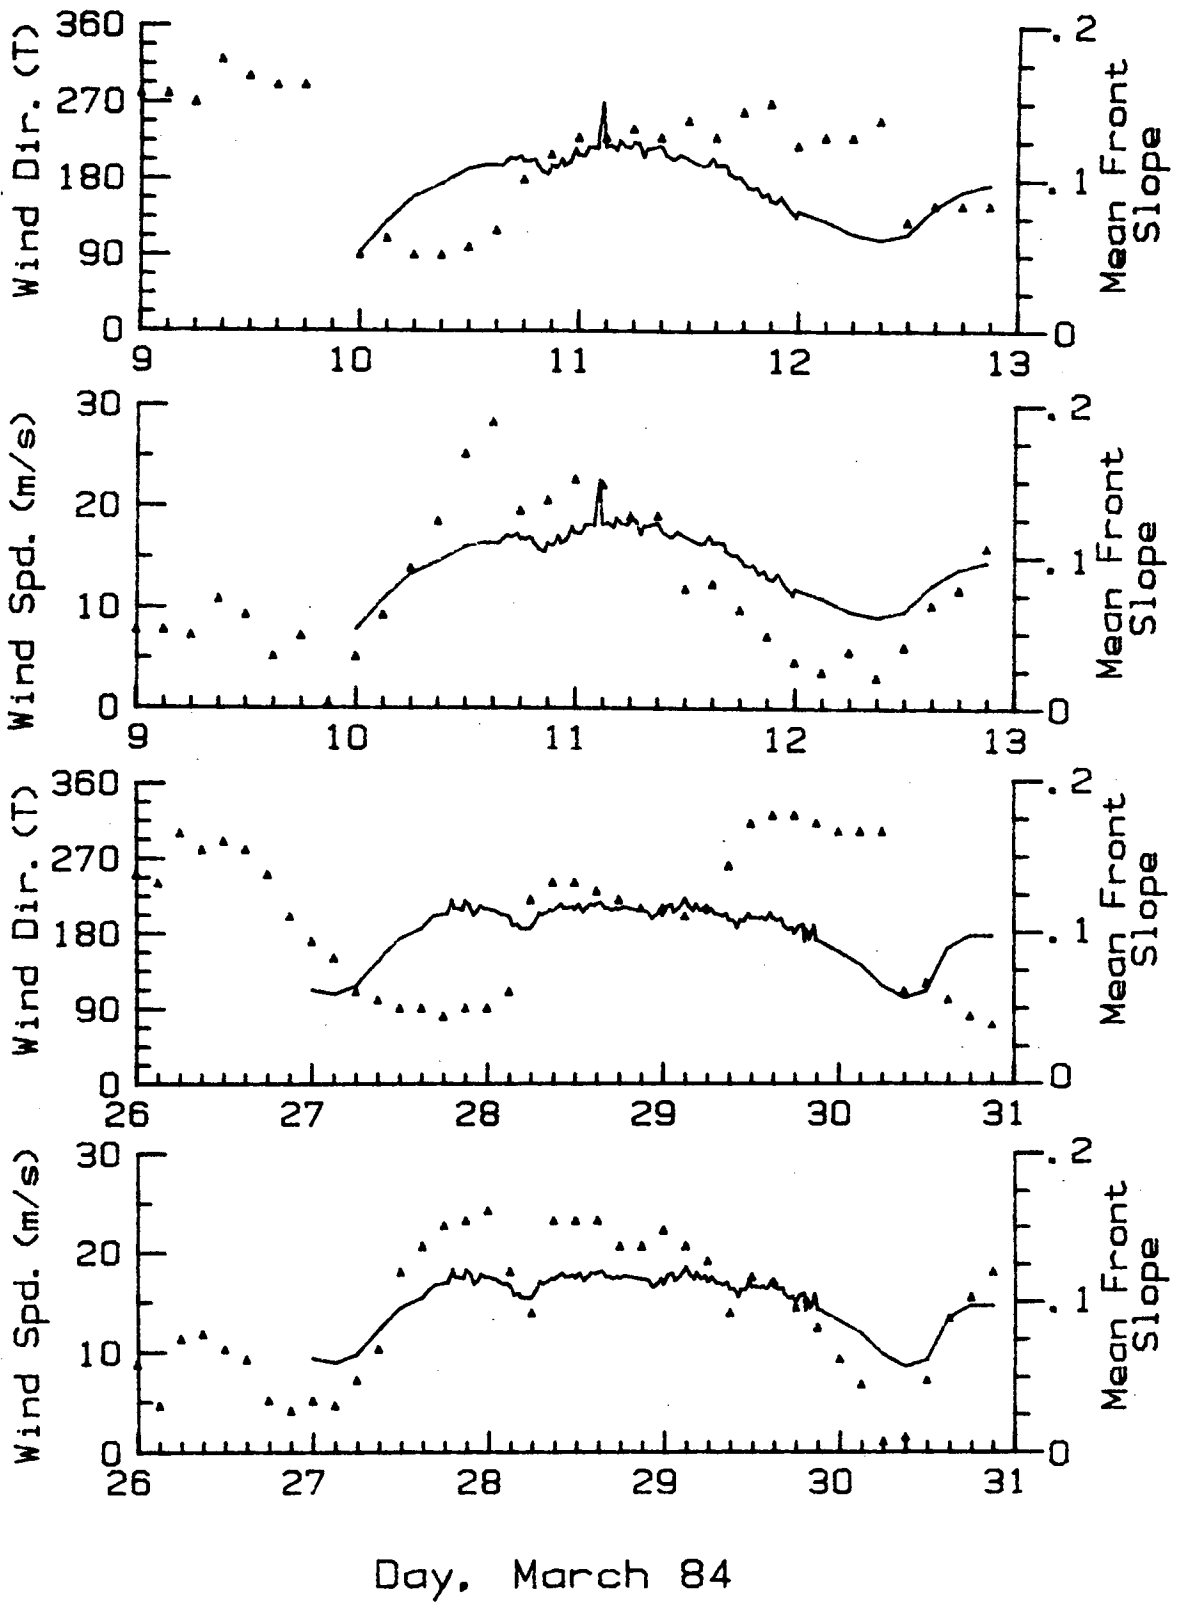 360
270
180
90
0
Wind Dir. (T)
.2
.1
0
Mean Front
Slope
9 10 11 12 13
30
20
10
0
Wind Spd. (m/s)
.2
.1
0
Mean Front
Slope
9 10 11 12 13
360
270
180
90
0
Wind Dir. (T)
.2
.1
0
Mean Front
Slope
26 27 28 29 30 31
30
20
10
0
Wind Spd. (m/s)
.2
.1
0
Mean Front
Slope
26 27 28 29 30 31
Day, March 84